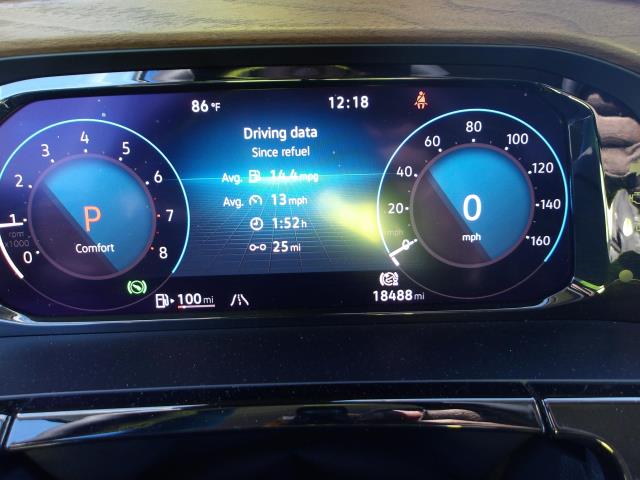 86 °F
12:18
Driving data
Since refuel
Avg. 14.4 mpg
Avg. 13 mph
1:52 h
25 mi
0 1 2 3 4 5 6 7 8
rpm
x1000
P
Comfort
0 20 40 60 80 100 120 140 160
0
mph
100 mi
18488 mi